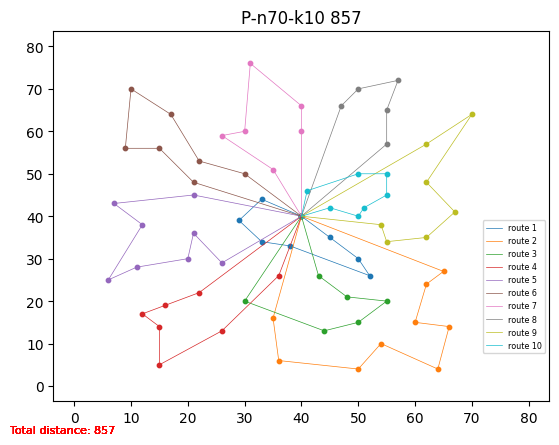 P-n70-k10 857
80
70
60
50
40
30
20
10
0
route 1
route 2
route 3
route 4
route 5
route 6
route 7
route 8
route 9
route 10
0 10 20 30 40 50 60 70 80
Total distance: 857